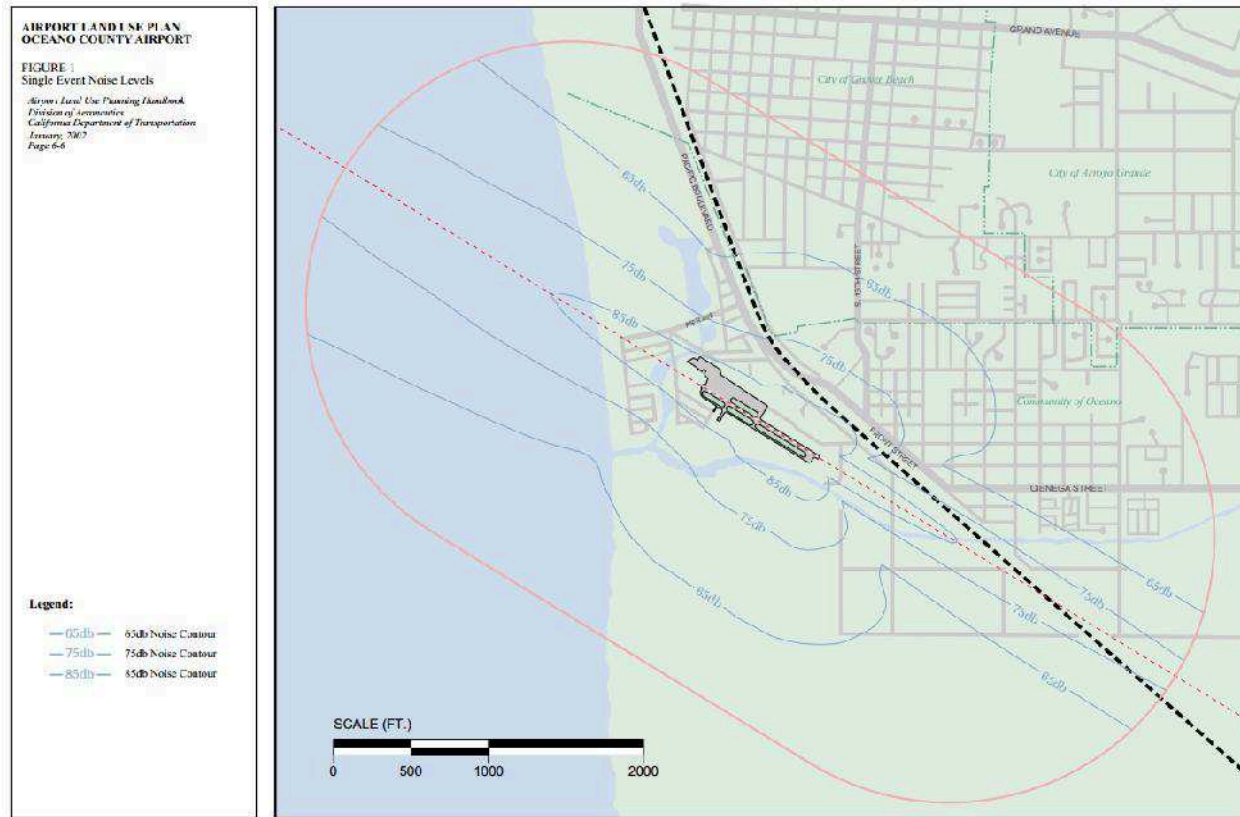 AIRPORT LAND USE PLAN
OCEANO COUNTY AIRPORT
FIGURE 1
Single Event Noise Levels
Airport Land Use Planning Handbook
Division of Aeronautics
California Department of Transportation
January, 2002
Page 6-6
Legend:
65db 65db Noise Contour
75db 75db Noise Contour
85db 85db Noise Contour
GRAND AVENUE
City of Grover Beach
City of Arroyo Grande
PACIFIC BOULEVARD
65db
S. 13TH STREET
75db
65db
85db
75db
Community of Oceano
FRONT STREET
CIENEGA STREET
85db
75db
65db
65db
75db
75db
65db
SCALE (FT.)
0 500 1000 2000